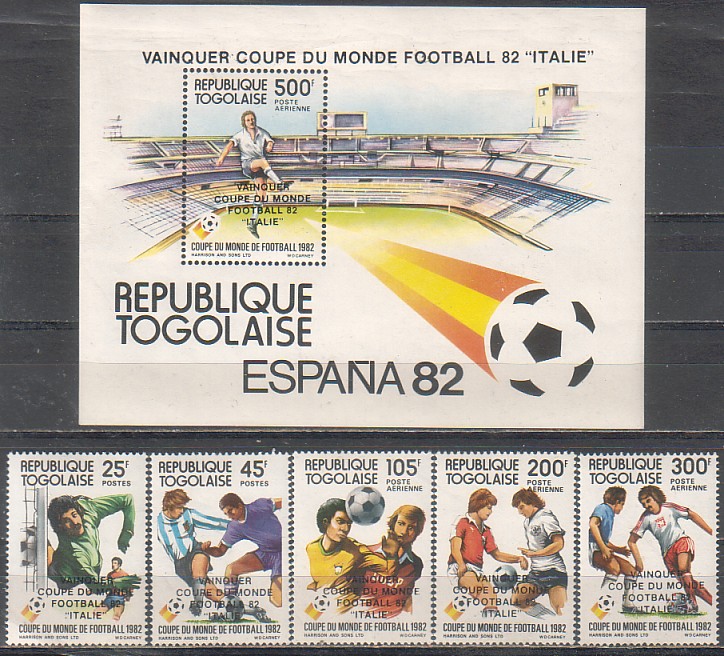 VAINQUER COUPE DU MONDE FOOTBALL 82 "ITALIE"
REPUBLIQUE 500F
TOGOLAISE POSTE
AERIENNE
VAINQUER
COUPE DU MONDE
FOOTBALL 82
"ITALIE"
COUPE DU MONDE DE FOOTBALL 1982
HARRISON AND SONS LTD WDCARNEY
REPUBLIQUE
TOGOLAISE
ESPAÑA 82
REPUBLIQUE 25F
TOGOLAISE POSTES
VAINQUER
COUPE DU MONDE
FOOTBALL 82
"ITALIE"
COUPE DU MONDE DE FOOTBALL 1982
HARRISON AND SONS LTD WDCARNEY
REPUBLIQUE 45F
TOGOLAISE POSTES
VAINQUER
COUPE DU MONDE
FOOTBALL 82
"ITALIE"
COUPE DU MONDE DE FOOTBALL 1982
HARRISON AND SONS LTD WDCARNEY
REPUBLIQUE 105F
TOGOLAISE POSTE
AERIENNE
VAINQUER
COUPE DU MONDE
FOOTBALL 82
"ITALIE"
COUPE DU MONDE DE FOOTBALL 1982
HARRISON AND SONS LTD WDCARNEY
REPUBLIQUE 200F
TOGOLAISE POSTE
AERIENNE
VAINQUER
COUPE DU MONDE
FOOTBALL 82
"ITALIE"
COUPE DU MONDE DE FOOTBALL 1982
HARRISON AND SONS LTD WDCARNEY
REPUBLIQUE 300F
TOGOLAISE POSTE
AERIENNE
VAINQUER
COUPE DU MONDE
FOOTBALL 82
"ITALIE"
COUPE DU MONDE DE FOOTBALL 1982
HARRISON AND SONS LTD WDCARNEY